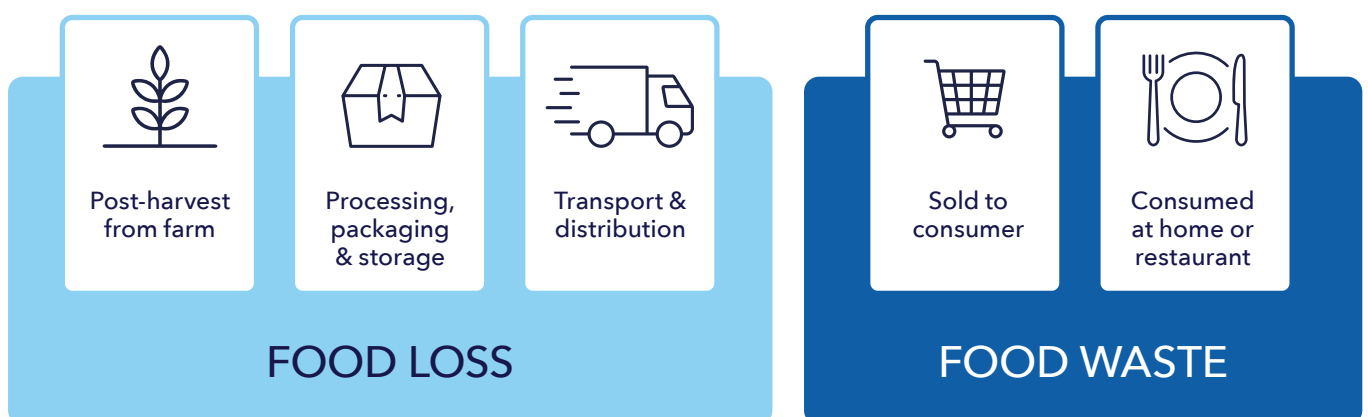 Post-harvest
from farm
Processing,
packaging
& storage
Transport &
distribution
FOOD LOSS
Sold to
consumer
Consumed
at home or
restaurant
FOOD WASTE